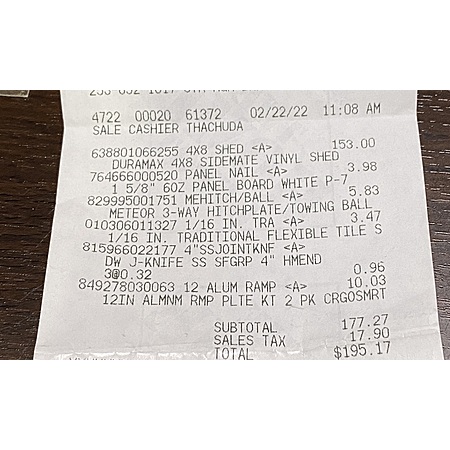 4722 00020 61372 02/22/22 11:08 AM
SALE CASHIER THACHUDA
638801066255 4X8 SHED <A> 153.00
DURAMAX 4X8 SIDEMATE VINYL SHED
764666000520 PANEL NAIL <A> 3.98
1 5/8" 6OZ PANEL BOARD WHITE P-7
829995001751 MEHITCH/BALL <A> 5.83
METEOR 3-WAY HITCHPLATE/TOWING BALL
010306011327 1/16 IN. TRA <A> 3.47
1/16 IN. TRADITIONAL FLEXIBLE TILE S
815966022177 4"SSJOINTKNF <A>
DW J-KNIFE SS SFGRP 4" HMEND
3@0.32 0.96
849278030063 12 ALUM RAMP <A> 10.03
12IN ALMNM RMP PLTE KT 2 PK CRGOSMRT
SUBTOTAL 177.27
SALES TAX 17.90
TOTAL $195.17